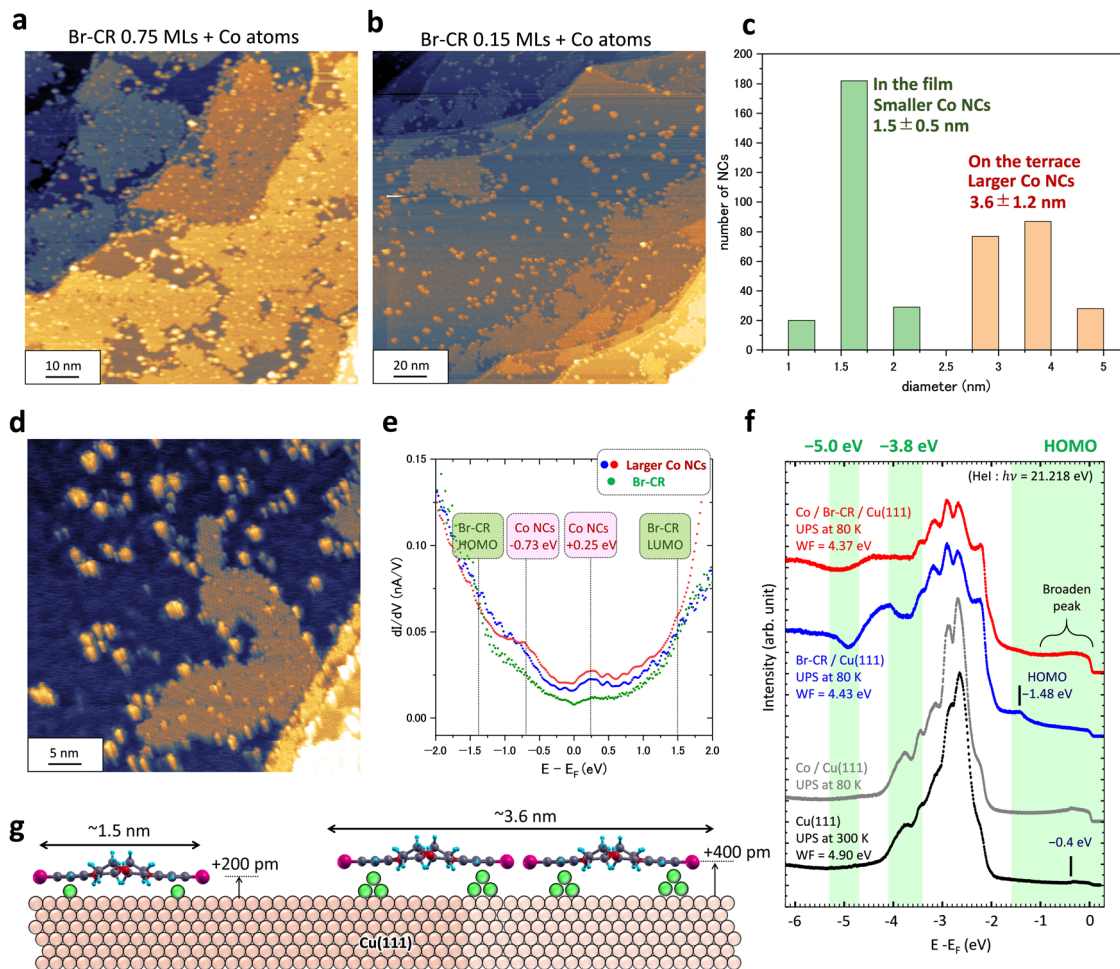 a
Br-CR 0.75 MLs + Co atoms
10 nm
b
Br-CR 0.15 MLs + Co atoms
20 nm
c
number of NCs
200
180
160
140
120
100
80
60
40
20
0
In the film
Smaller Co NCs
1.5 ± 0.5 nm
On the terrace
Larger Co NCs
3.6 ± 1.2 nm
1 1.5 2 2.5 3 4 5
diameter (nm)
d
5 nm
e
dI/dV (nA/V)
0.15
0.10
0.05
0.00
Larger Co NCs
Br-CR
Br-CR
HOMO
Co NCs
-0.73 eV
Co NCs
+0.25 eV
Br-CR
LUMO
−2.0 −1.5 −1.0 −0.5 0.0 0.5 1.0 1.5 2.0
E − EF (eV)
f
−5.0 eV −3.8 eV HOMO
(HeI : hν = 21.218 eV)
Intensity (arb. unit)
Co / Br-CR / Cu(111)
UPS at 80 K
WF = 4.37 eV
Broaden
peak
Br-CR / Cu(111)
UPS at 80 K
WF = 4.43 eV
HOMO
−1.48 eV
Co / Cu(111)
UPS at 80 K
Cu(111)
UPS at 300 K
WF = 4.90 eV
−0.4 eV
-6 -5 -4 -3 -2 -1 0
E -EF (eV)
g
~1.5 nm
+200 pm
~3.6 nm
+400 pm
Cu(111)